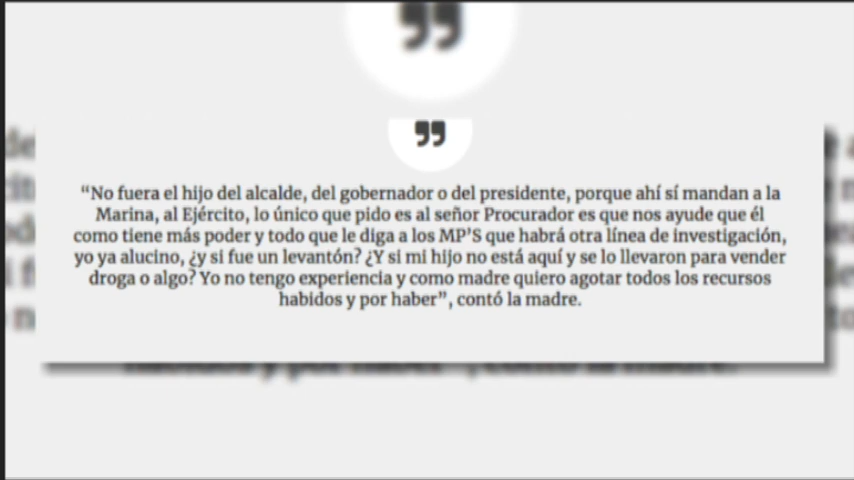 “No fuera el hijo del alcalde, del gobernador o del presidente, porque ahí sí mandan a la
Marina, al Ejército, lo único que pido es al señor Procurador es que nos ayude que él
como tiene más poder y todo que le diga a los MP’S que habrá otra línea de investigación,
yo ya alucino, ¿y si fue un levantón? ¿Y si mi hijo no está aquí y se lo llevaron para vender
droga o algo? Yo no tengo experiencia y como madre quiero agotar todos los recursos
habidos y por haber”, contó la madre.